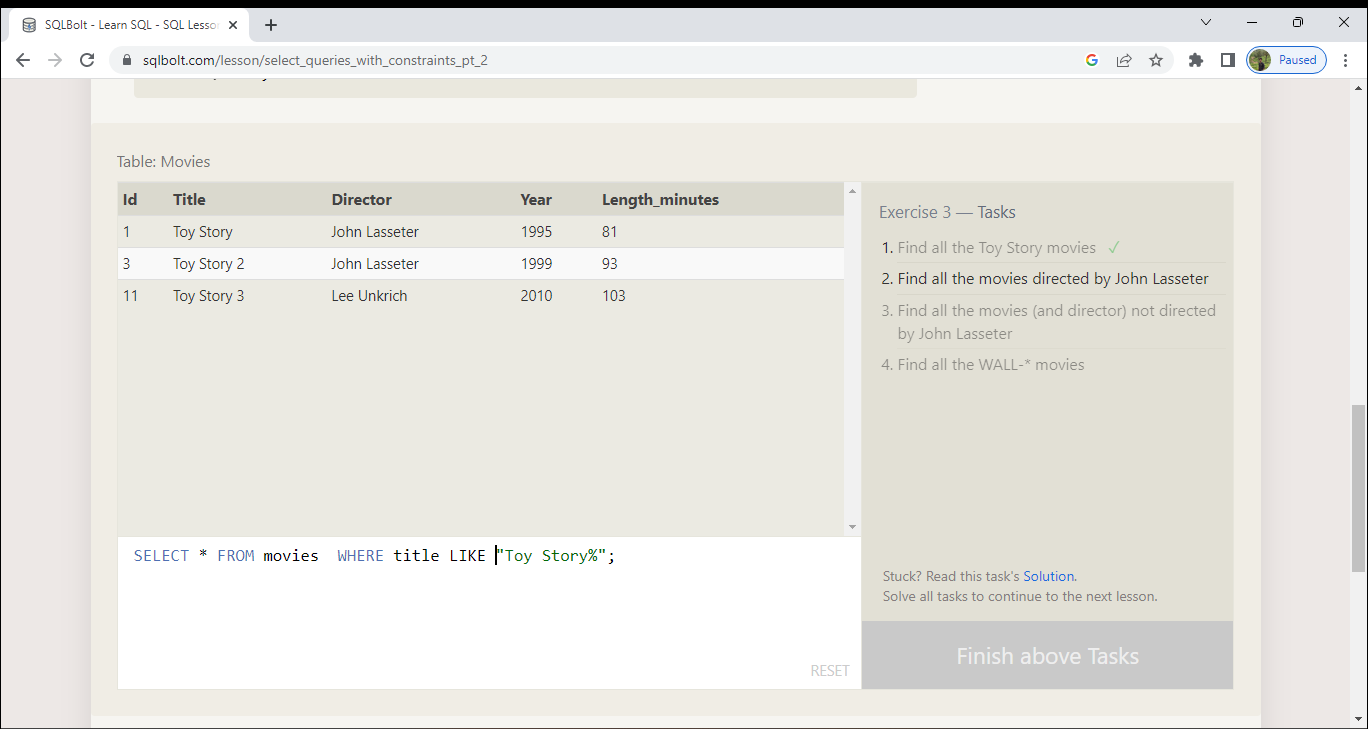 SQLBolt - Learn SQL - SQL Lesso
sqlbolt.com/lesson/select_queries_with_constraints_pt_2
Paused
Table: Movies
Id Title Director Year Length_minutes
1 Toy Story John Lasseter 1995 81
3 Toy Story 2 John Lasseter 1999 93
11 Toy Story 3 Lee Unkrich 2010 103
SELECT * FROM movies  WHERE title LIKE "Toy Story%";
RESET
Exercise 3 — Tasks
1. Find all the Toy Story movies ✓
2. Find all the movies directed by John Lasseter
3. Find all the movies (and director) not directed
by John Lasseter
4. Find all the WALL-* movies
Stuck? Read this task's Solution.
Solve all tasks to continue to the next lesson.
Finish above Tasks